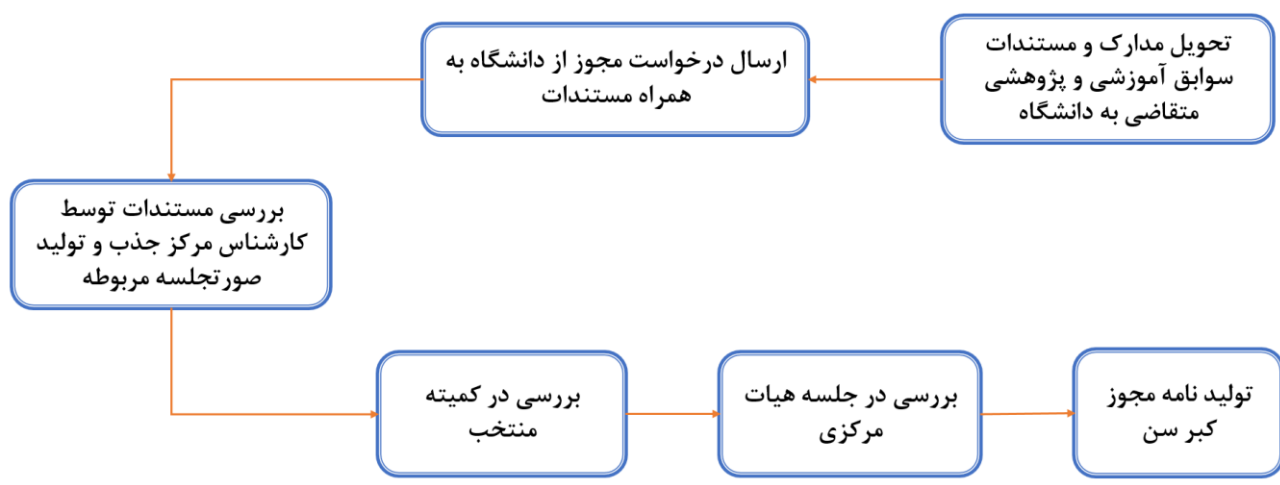 تحویل مدارک و مستندات
سوابق آموزشی و پژوهشی
متقاضی به دانشگاه
ارسال درخواست مجوز از دانشگاه به
همراه مستندات
بررسی مستندات توسط
کارشناس مرکز جذب و تولید
صورتجلسه مربوطه
بررسی در کمیته
منتخب
بررسی در جلسه هیات
مرکزی
تولید نامه مجوز
کبر سن